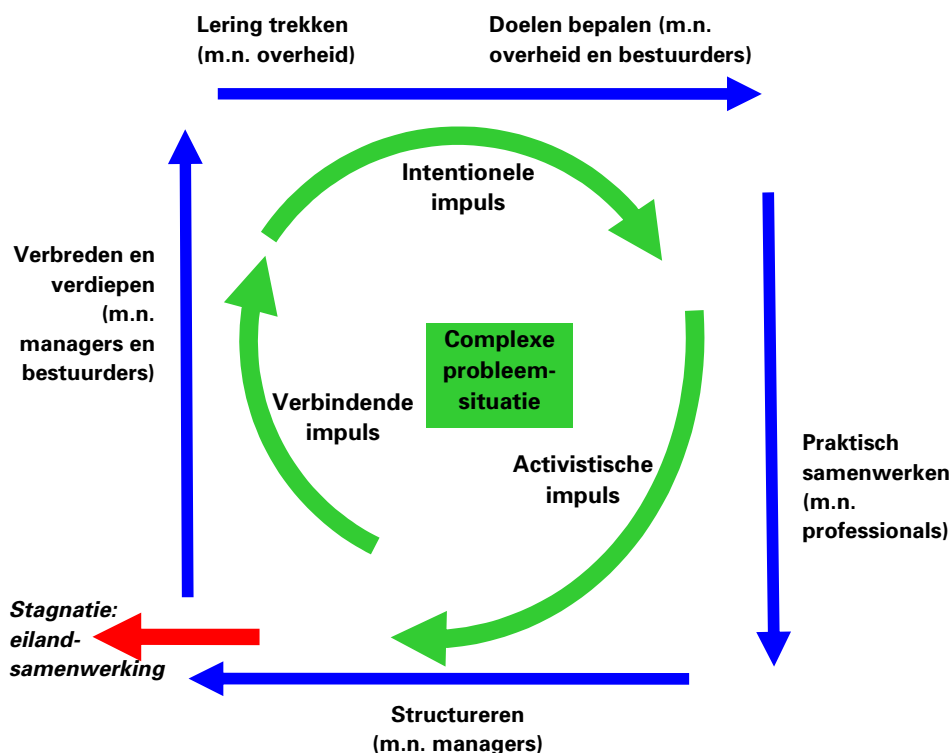 Lering trekken
(m.n. overheid)
Doelen bepalen (m.n.
overheid en bestuurders)
Intentionele
impuls
Verbreden en
verdiepen
(m.n.
managers en
bestuurders)
Complexe
probleem-
situatie
Verbindende
impuls
Activistische
impuls
Praktisch
samenwerken
(m.n.
professionals)
Stagnatie:
eiland-
samenwerking
Structureren
(m.n. managers)